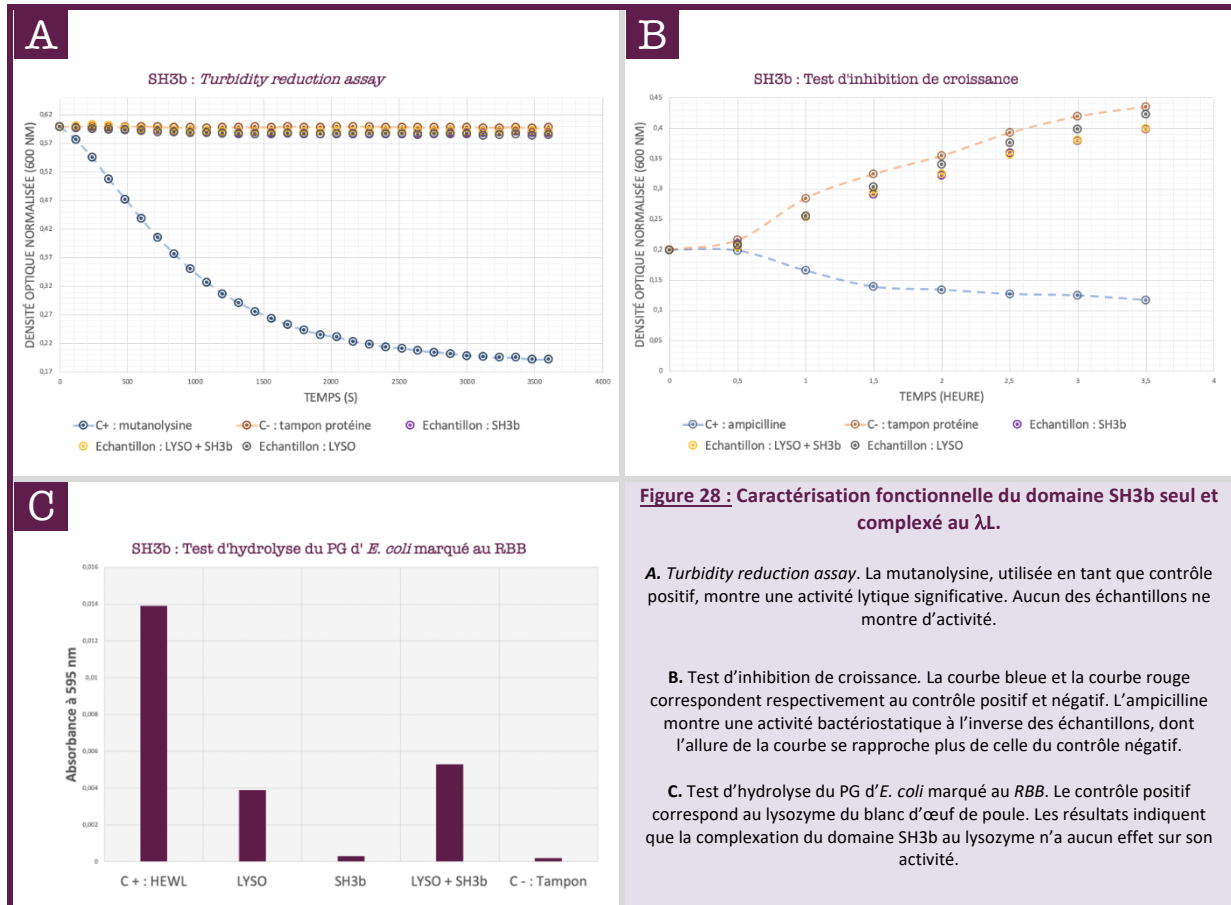 A
SH3b : Turbidity reduction assay
DENSITÉ OPTIQUE NORMALISÉE (600 NM)
0,62
0,57
0,52
0,47
0,42
0,37
0,32
0,27
0,22
0,17
0 500 1000 1500 2000 2500 3000 3500 4000
TEMPS (S)
C+ : mutanolysine C- : tampon protéine Echantillon : SH3b
Echantillon : LYSO + SH3b Echantillon : LYSO
B
SH3b : Test d'inhibition de croissance
DENSITÉ OPTIQUE NORMALISÉE (600 NM)
0,45
0,4
0,35
0,3
0,25
0,2
0,15
0,1
0,05
0
0 0,5 1 1,5 2 2,5 3 3,5 4
TEMPS (HEURE)
C+ : ampicilline C- : tampon protéine Echantillon : SH3b
Echantillon : LYSO + SH3b Echantillon : LYSO
C
SH3b : Test d'hydrolyse du PG d' E. coli marqué au RBB
Absorbance à 595 nm
0,016
0,014
0,012
0,01
0,008
0,006
0,004
0,002
0
C + : HEWL LYSO SH3b LYSO + SH3b C - : Tampon
Figure 28 : Caractérisation fonctionnelle du domaine SH3b seul et
complexé au λL.
A. Turbidity reduction assay. La mutanolysine, utilisée en tant que contrôle
positif, montre une activité lytique significative. Aucun des échantillons ne
montre d’activité.
B. Test d’inhibition de croissance. La courbe bleue et la courbe rouge
correspondent respectivement au contrôle positif et négatif. L’ampicilline
montre une activité bactériostatique à l’inverse des échantillons, dont
l’allure de la courbe se rapproche plus de celle du contrôle négatif.
C. Test d’hydrolyse du PG d’E. coli marqué au RBB. Le contrôle positif
correspond au lysozyme du blanc d’œuf de poule. Les résultats indiquent
que la complexation du domaine SH3b au lysozyme n’a aucun effet sur son
activité.